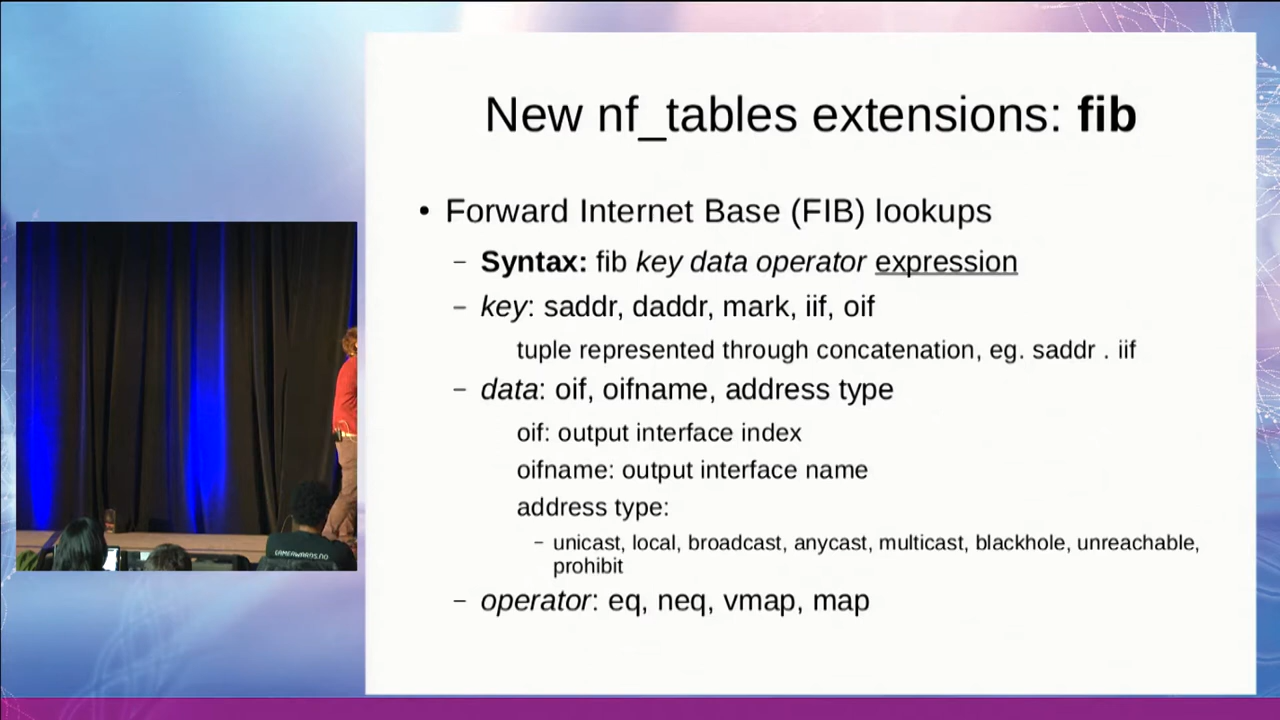 New nf_tables extensions: fib
• Forward Internet Base (FIB) lookups
– Syntax: fib key data operator expression
– key: saddr, daddr, mark, iif, oif
tuple represented through concatenation, eg. saddr . iif
– data: oif, oifname, address type
oif: output interface index
oifname: output interface name
address type:
– unicast, local, broadcast, anycast, multicast, blackhole, unreachable,
prohibit
– operator: eq, neq, vmap, map
GAMEAWARDS.NO